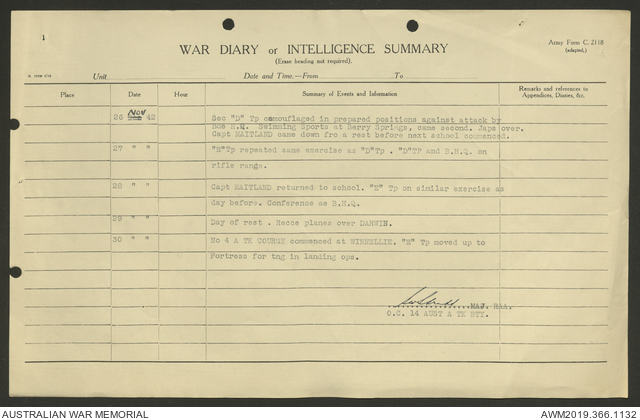 1
WAR DIARY or INTELLIGENCE SUMMARY
(Erase heading not required).
Army Form C. 2118
(adapted.)
Unit
Date and Time.—From
To
Place
Date
Hour
Summary of Events and Information
Remarks and references to
Appendices, Diaries, &c.
26 Nov 42
Sec "D" Tp camouflaged in prepared positions against attack by
H.Q. Swimming Sports at Berry Springs, came second. Japs over.
Capt MAITLAND came down fro a rest before next school commenced.
27 " "
"E"Tp repeated same exercise as "D"Tp . "D"TP and B.H.Q. on
rifle range.
28 " "
Capt MAITLAND returned to school. "E" Tp on similar exercise as
day before. Conference as B.H.Q.
29 " "
Day of rest . Recce planes over DARWIN.
30 " "
No 4 A TK COURSE commenced at WINNELLIE. "E" Tp moved up to
Fortress for tng in landing ops.
MAJ. RAA.
O.C. 14 AUST A TK BTY.
AUSTRALIAN WAR MEMORIAL
AWM2019.366.1132